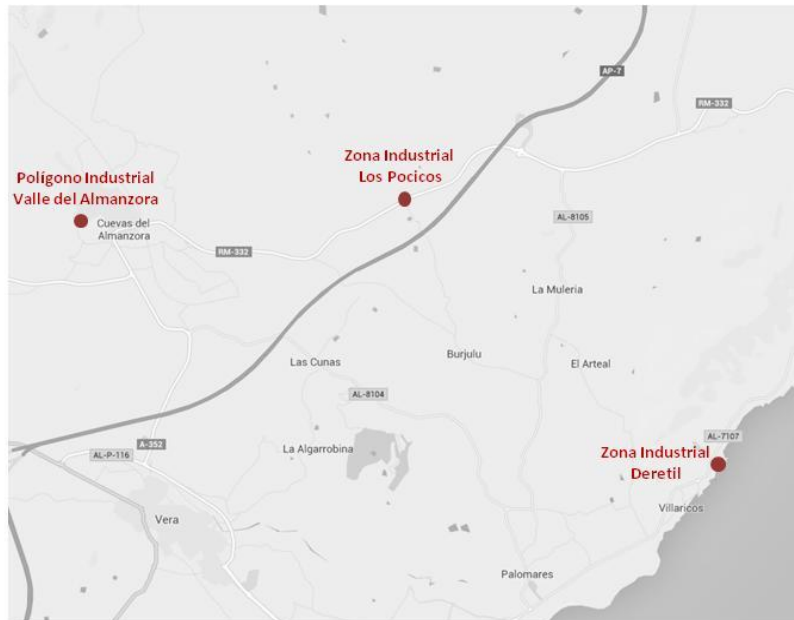 AP-7
RM-332
Zona Industrial
Los Pocicos
Polígono Industrial
Valle del Almanzora
Cuevas del
Almanzora
AL-8105
RM-332
La Muleria
Burjulu
Las Cunas
El Arteal
AL-8104
AL-7107
A-352
AL-P-116
La Algarrobina
Zona Industrial
Deretil
Villaricos
Vera
Palomares